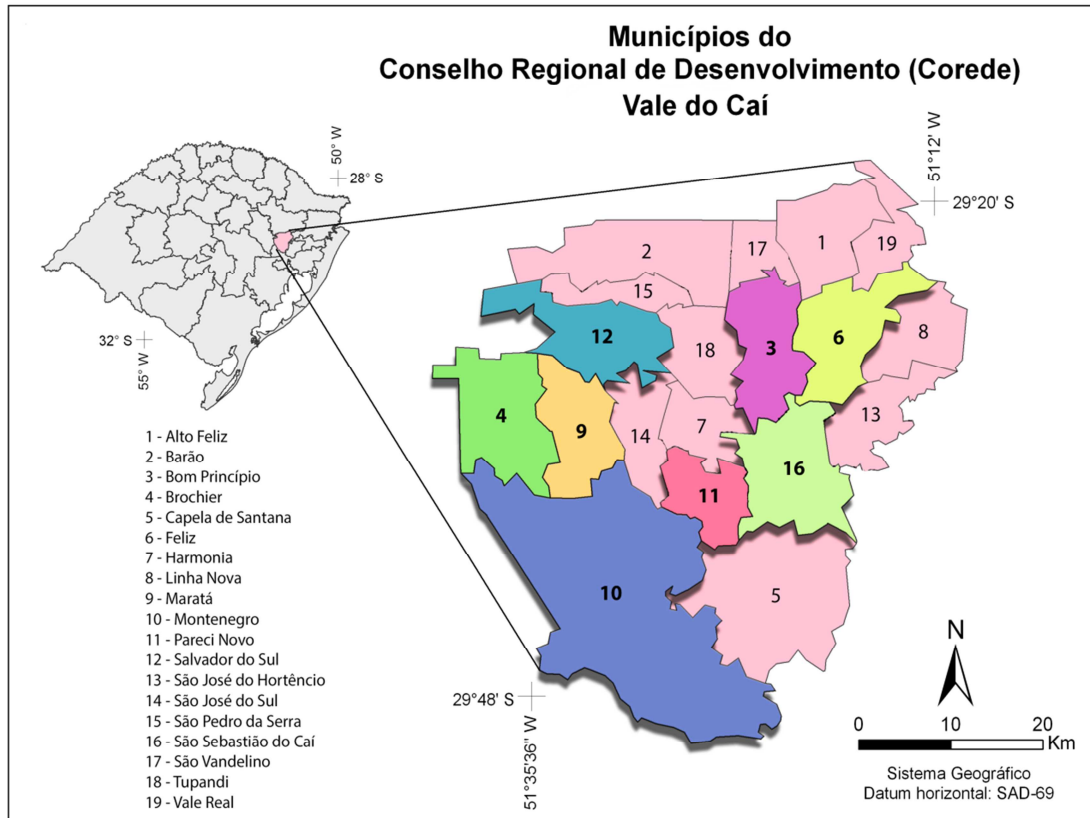 Municípios do
Conselho Regional de Desenvolvimento (Corede)
Vale do Caí
50° W
28° S
32° S
55° W
51°12' W
29°20' S
2
17
1
19
15
12
18
3
6
8
4
9
14
7
13
16
11
10
5
1 - Alto Feliz
2 - Barão
3 - Bom Princípio
4 - Brochier
5 - Capela de Santana
6 - Feliz
7 - Harmonia
8 - Linha Nova
9 - Maratá
10 - Montenegro
11 - Pareci Novo
12 - Salvador do Sul
13 - São José do Hortêncio
14 - São José do Sul
15 - São Pedro da Serra
16 - São Sebastião do Caí
17 - São Vandelino
18 - Tupandi
19 - Vale Real
29°48' S
51°35'36" W
N
0 10 20
Km
Sistema Geográfico
Datum horizontal: SAD-69